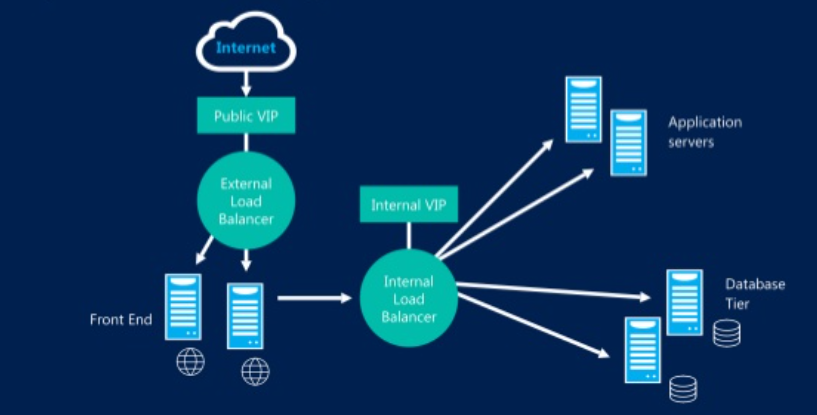 Internet
Public VIP
External
Load
Balancer
Front End
Internal VIP
Internal
Load
Balancer
Application
servers
Database
Tier